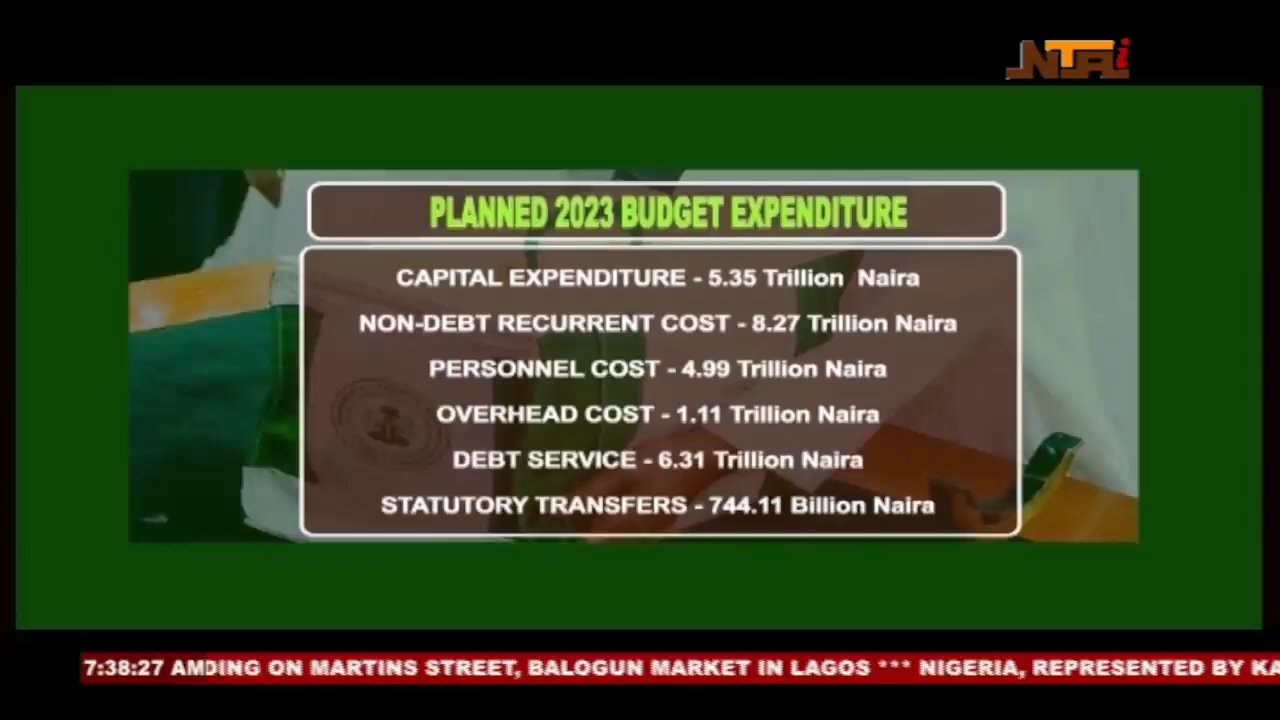 NTAi
PLANNED 2023 BUDGET EXPENDITURE
CAPITAL EXPENDITURE - 5.35 Trillion Naira
NON-DEBT RECURRENT COST - 8.27 Trillion Naira
PERSONNEL COST - 4.99 Trillion Naira
OVERHEAD COST - 1.11 Trillion Naira
DEBT SERVICE - 6.31 Trillion Naira
STATUTORY TRANSFERS - 744.11 Billion Naira
7:38:27 AMDING ON MARTINS STREET, BALOGUN MARKET IN LAGOS *** NIGERIA, REPRESENTED BY KA